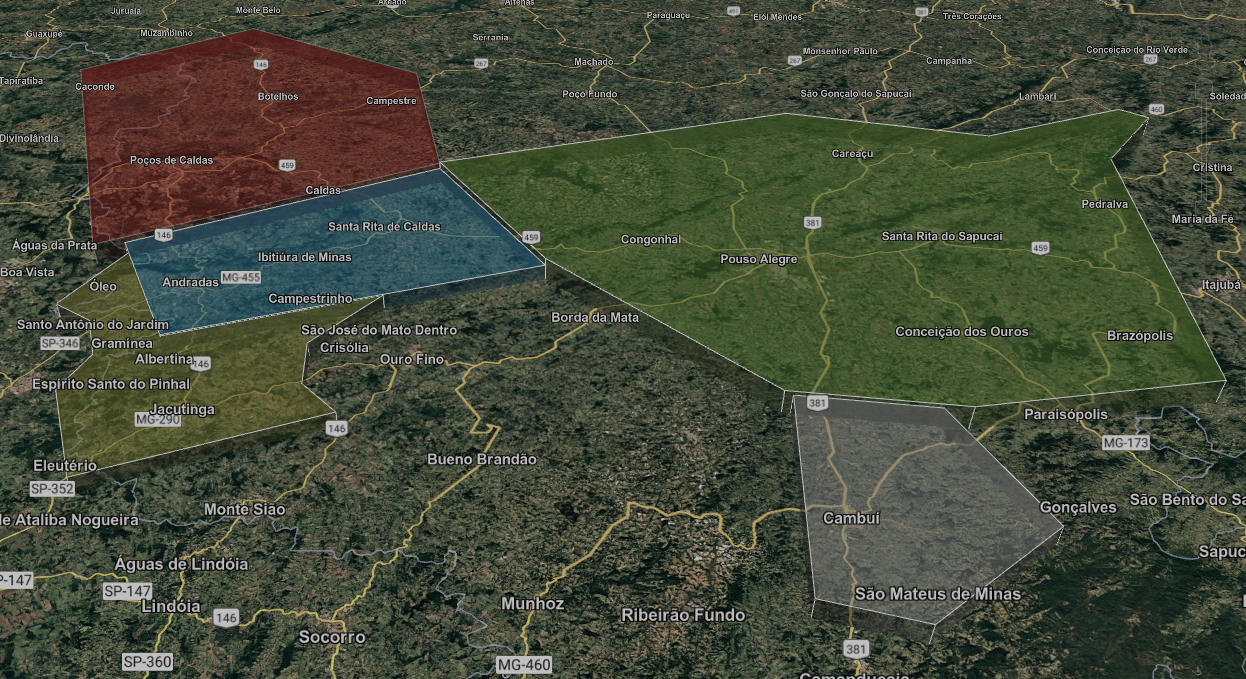 Juruaia
Monte Belo
Areado
Alfenas
Paraguaçu
491
Elói Mendes
381
Três Corações
Guaxupé
Muzambinho
Serrania
Conceição do Rio Verde
Monsenhor Paulo
267
267
267
Machado
Campanha
146
Tapiratiba
Caconde
Botelhos
Campestre
Poço Fundo
São Gonçalo do Sapucaí
Lambari
Soledad
460
Divinolândia
Careaçu
Poços de Caldas
459
Cristina
Caldas
Pedralva
Santa Rita de Caldas
381
Maria da Fé
146
459
Congonhal
Santa Rita do Sapucaí
459
Águas da Prata
Ibitiúra de Minas
Pouso Alegre
Boa Vista
Óleo
Andradas
MG-455
Itajubá
Campestrinho
Santo Antônio do Jardim
São José do Mato Dentro
Borda da Mata
Conceição dos Ouros
Brazópolis
SP-346
Gramínea
Crisólia
Albertina
146
Ouro Fino
Espírito Santo do Pinhal
Jacutinga
MG-290
381
Paraisópolis
146
MG-173
Eleutério
Bueno Brandão
SP-352
São Bento do Sa
Monte Sião
Gonçalves
de Ataliba Nogueira
Cambuí
Sapuc
Águas de Lindóia
P-147
SP-147
São Mateus de Minas
Lindóia
146
Munhoz
Ribeirão Fundo
Socorro
381
SP-360
MG-460
Camanducaia